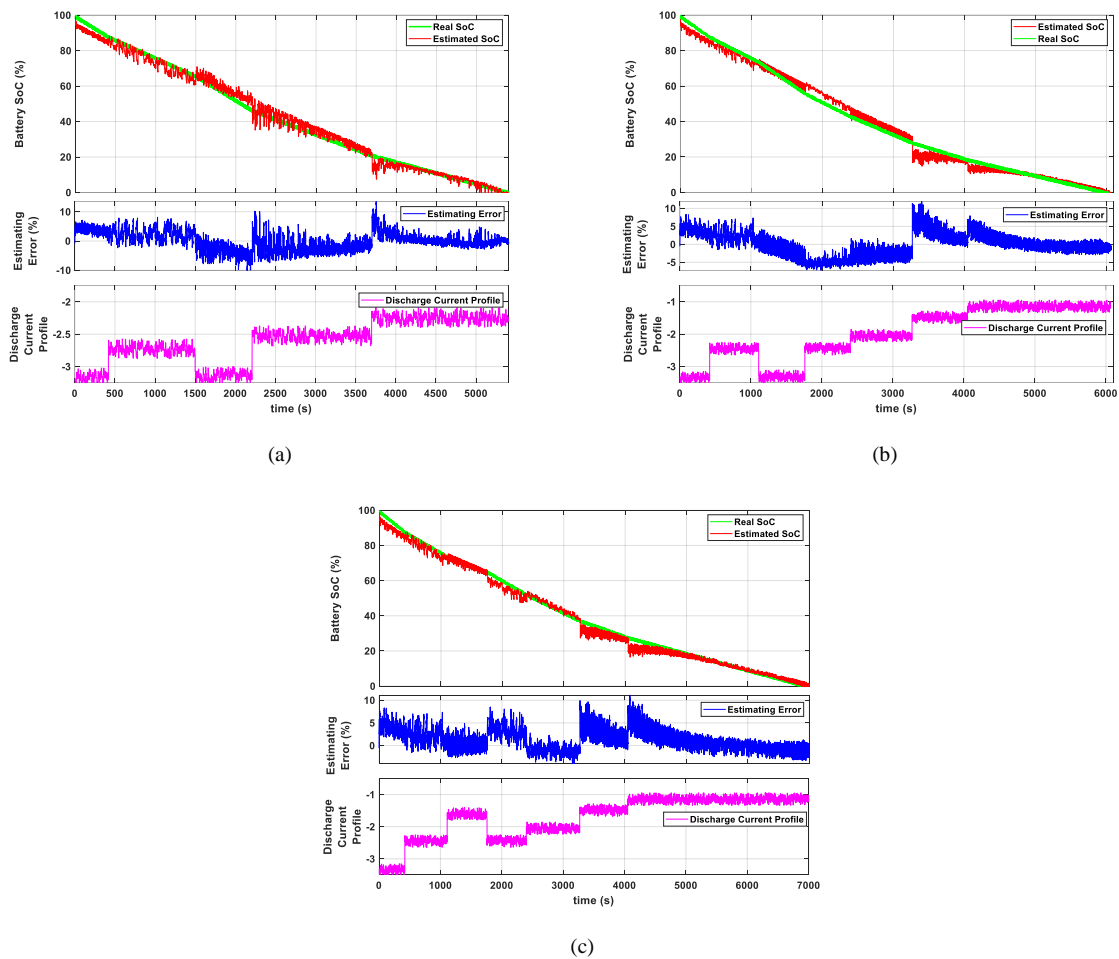 100
80
60
40
20
0
Battery SoC (%)
Real SoC
Estimated SoC
10
0
-10
Estimating
Error (%)
Estimating Error
-2
-2.5
-3
Discharge
Current
Profile
Discharge Current Profile
0 500 1000 1500 2000 2500 3000 3500 4000 4500 5000
time (s)
(a)
100
80
60
40
20
0
Battery SoC (%)
Estimated SoC
Real SoC
10
5
0
-5
Estimating
Error (%)
Estimating Error
-1
-2
-3
Discharge
Current
Profile
Discharge Current Profile
0 1000 2000 3000 4000 5000 6000
time (s)
(b)
100
80
60
40
20
0
Battery SoC (%)
Real SoC
Estimated SoC
10
5
0
Estimating
Error (%)
Estimating Error
-1
-2
-3
Discharge
Current
Profile
Discharge Current Profile
0 1000 2000 3000 4000 5000 6000 7000
time (s)
(c)